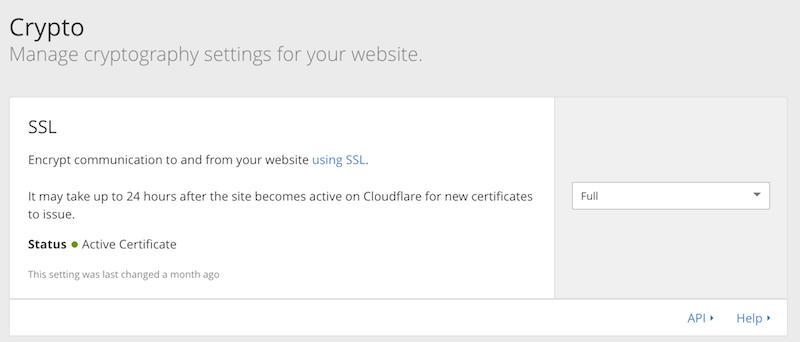 Crypto
Manage cryptography settings for your website.
SSL
Encrypt communication to and from your website using SSL.
It may take up to 24 hours after the site becomes active on Cloudflare for new certificates
to issue.
Full
Status ● Active Certificate
This setting was last changed a month ago
API
Help